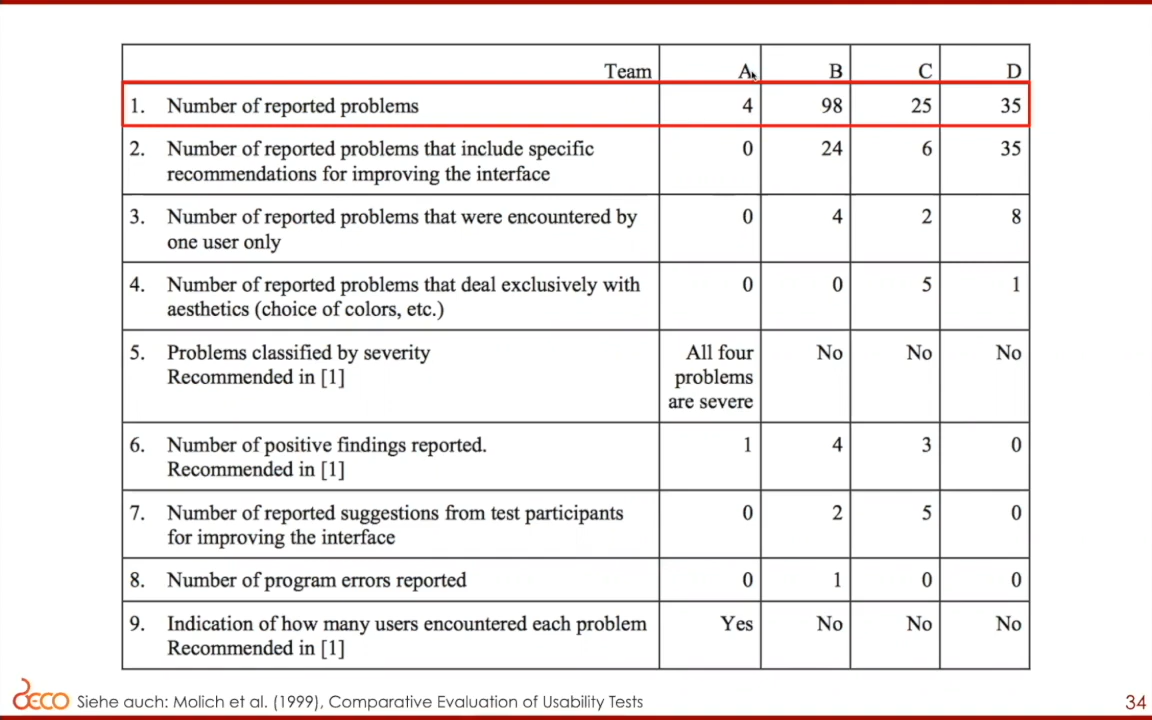 Team A B C D
1. Number of reported problems 4 98 25 35
2. Number of reported problems that include specific 0 24 6 35
recommendations for improving the interface
3. Number of reported problems that were encountered by 0 4 2 8
one user only
4. Number of reported problems that deal exclusively with 0 0 5 1
aesthetics (choice of colors, etc.)
5. Problems classified by severity All four No No No
Recommended in [1] problems
are severe
6. Number of positive findings reported. 1 4 3 0
Recommended in [1]
7. Number of reported suggestions from test participants 0 2 5 0
for improving the interface
8. Number of program errors reported 0 1 0 0
9. Indication of how many users encountered each problem Yes No No No
Recommended in [1]
DECO Siehe auch: Molich et al. (1999), Comparative Evaluation of Usability Tests 34